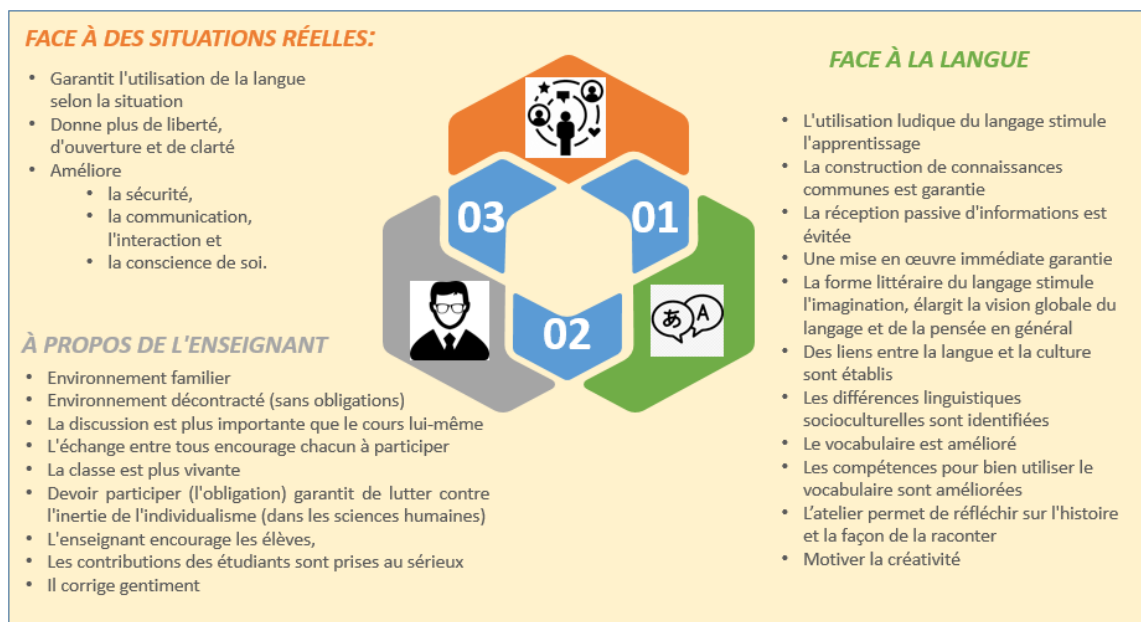 FACE À DES SITUATIONS RÉELLES:
• Garantit l'utilisation de la langue
selon la situation
• Donne plus de liberté,
d'ouverture et de clarté
• Améliore
• la sécurité,
• la communication,
l'interaction et
• la conscience de soi.
À PROPOS DE L'ENSEIGNANT
• Environnement familier
• Environnement décontracté (sans obligations)
• La discussion est plus importante que le cours lui-même
• L'échange entre tous encourage chacun à participer
• La classe est plus vivante
• Devoir participer (l'obligation) garantit de lutter contre
l'inertie de l'individualisme (dans les sciences humaines)
• L'enseignant encourage les élèves,
• Les contributions des étudiants sont prises au sérieux
• Il corrige gentiment
03
01
02
あ
A
FACE À LA LANGUE
• L'utilisation ludique du langage stimule
l'apprentissage
• La construction de connaissances
communes est garantie
• La réception passive d'informations est
évitée
• Une mise en œuvre immédiate garantie
• La forme littéraire du langage stimule
l'imagination, élargit la vision globale du
langage et de la pensée en général
• Des liens entre la langue et la culture
sont établis
• Les différences linguistiques
socioculturelles sont identifiées
• Le vocabulaire est amélioré
• Les compétences pour bien utiliser le
vocabulaire sont améliorées
• L’atelier permet de réfléchir sur l'histoire
et la façon de la raconter
• Motiver la créativité